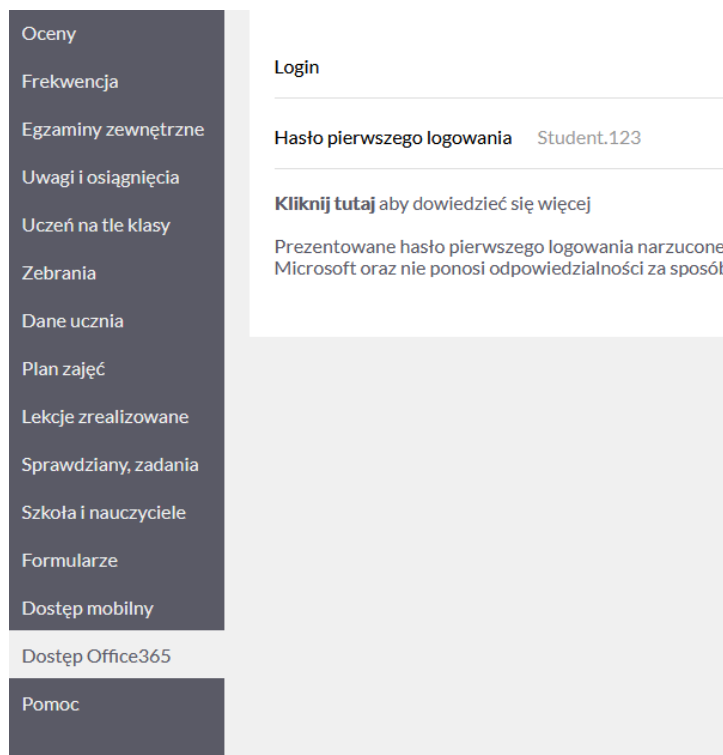 Oceny
Frekwencja
Egzaminy zewnętrzne
Uwagi i osiągnięcia
Uczeń na tle klasy
Zebrania
Dane ucznia
Plan zajęć
Lekcje zrealizowane
Sprawdziany, zadania
Szkoła i nauczyciele
Formularze
Dostęp mobilny
Dostęp Office365
Pomoc
Login
Hasło pierwszego logowania Student.123
Kliknij tutaj aby dowiedzieć się więcej
Prezentowane hasło pierwszego logowania narzucone
Microsoft oraz nie ponosi odpowiedzialności za sposób